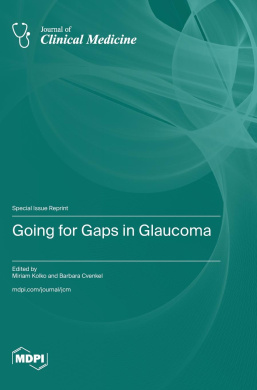 Journal of
Clinical Medicine
Special Issue Reprint
Going for Gaps in Glaucoma
Edited by
Miriam Kolko and Barbara Cvenkel
mdpi.com/journal/jcm
MDPI